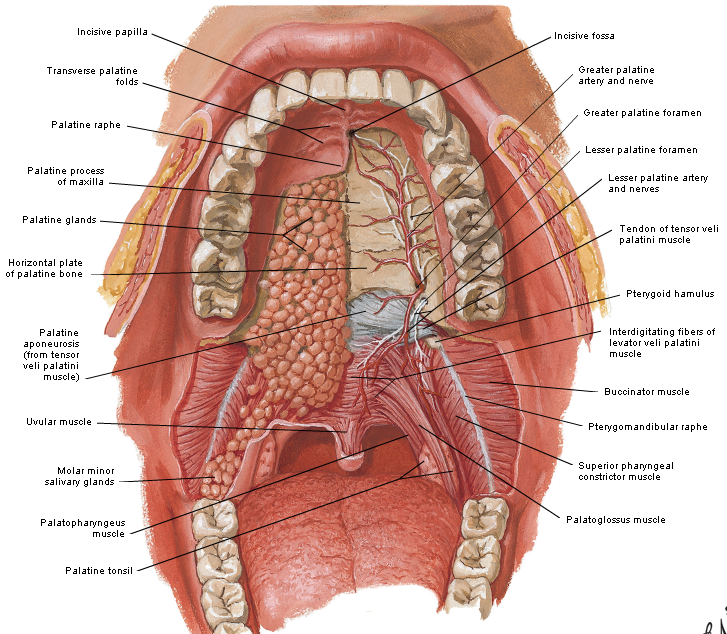 Incisive papilla
Transverse palatine
folds
Palatine raphe
Palatine process
of maxilla
Palatine glands
Horizontal plate
of palatine bone
Palatine
aponeurosis
(from tensor
veli palatini
muscle)
Uvular muscle
Molar minor
salivary glands
Palatopharyngeus
muscle
Palatine tonsil
Incisive fossa
Greater palatine
artery and nerve
Greater palatine foramen
Lesser palatine foramen
Lesser palatine artery
and nerves
Tendon of tensor veli
palatini muscle
Pterygoid hamulus
Interdigitating fibers of
levator veli palatini
muscle
Buccinator muscle
Pterygomandibular raphe
Superior pharyngeal
constrictor muscle
Palatoglossus muscle